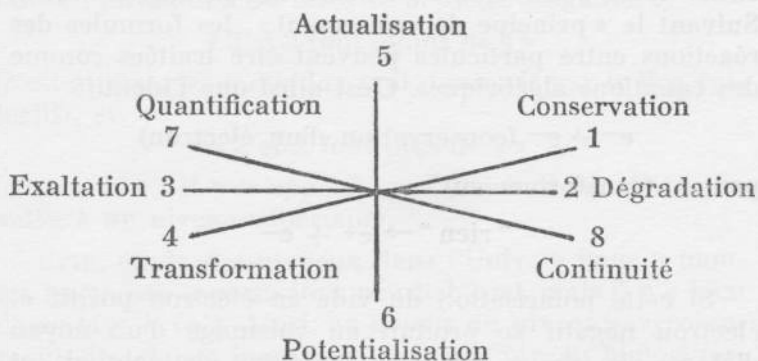 Actualisation
5
Quantification
Conservation
7
1
Exaltation 3
2 Dégradation
4
8
Transformation
Continuité
6
Potentialisation